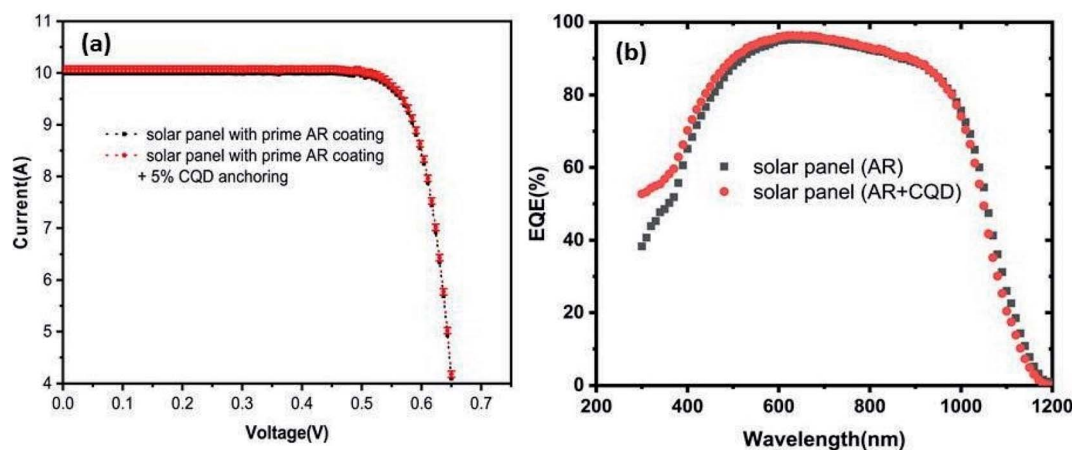 (a)
11
10
9
8
7
6
5
4
Current(A)
solar panel with prime AR coating
solar panel with prime AR coating
+ 5% CQD anchoring
0.0 0.1 0.2 0.3 0.4 0.5 0.6 0.7
Voltage(V)
(b)
100
80
60
40
20
0
EQE(%)
solar panel (AR)
solar panel (AR+CQD)
200 400 600 800 1000 1200
Wavelength(nm)